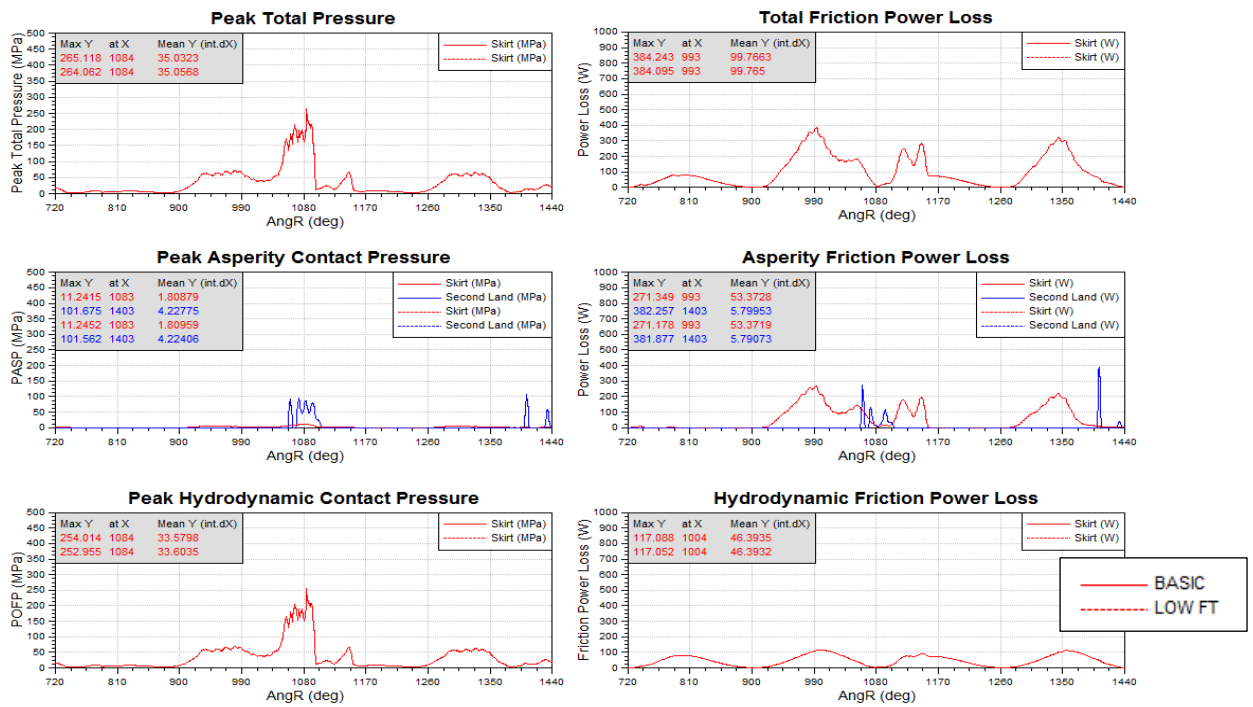 Peak Total Pressure
Max Y at X Mean Y (int.dX)
265.118 1084 35.0323
264.062 1084 35.0568
Skirt (MPa)
Skirt (MPa)
Peak Total Pressure (MPa)
500
450
400
350
300
250
200
150
100
50
0
720 810 900 990 1080 1170 1260 1350 1440
AngR (deg)
Total Friction Power Loss
Max Y at X Mean Y (int.dX)
384.243 993 99.7663
384.095 993 99.765
Skirt (W)
Skirt (W)
Power Loss (W)
1000
900
800
700
600
500
400
300
200
100
0
720 810 900 990 1080 1170 1260 1350 1440
AngR (deg)
Peak Asperity Contact Pressure
Max Y at X Mean Y (int.dX)
11.2415 1083 1.80879
101.675 1403 4.22775
11.2452 1083 1.80959
101.562 1403 4.22406
Skirt (MPa)
Second Land (MPa)
Skirt (MPa)
Second Land (MPa)
PASP (MPa)
500
450
400
350
300
250
200
150
100
50
0
720 810 900 990 1080 1170 1260 1350 1440
AngR (deg)
Asperity Friction Power Loss
Max Y at X Mean Y (int.dX)
271.349 993 53.3728
382.257 1403 5.79953
271.178 993 53.3719
381.877 1403 5.79073
Skirt (W)
Second Land (W)
Skirt (W)
Second Land (W)
Power Loss (W)
1000
900
800
700
600
500
400
300
200
100
0
720 810 900 990 1080 1170 1260 1350 1440
AngR (deg)
Peak Hydrodynamic Contact Pressure
Max Y at X Mean Y (int.dX)
254.014 1084 33.5798
252.955 1084 33.6035
Skirt (MPa)
Skirt (MPa)
POFP (MPa)
500
450
400
350
300
250
200
150
100
50
0
720 810 900 990 1080 1170 1260 1350 1440
AngR (deg)
Hydrodynamic Friction Power Loss
Max Y at X Mean Y (int.dX)
117.088 1004 46.3935
117.052 1004 46.3932
Skirt (W)
Skirt (W)
Friction Power Loss (W)
1000
900
800
700
600
500
400
300
200
100
0
720 810 900 990 1080 1170 1260 1350 1440
AngR (deg)
BASIC
LOW FT